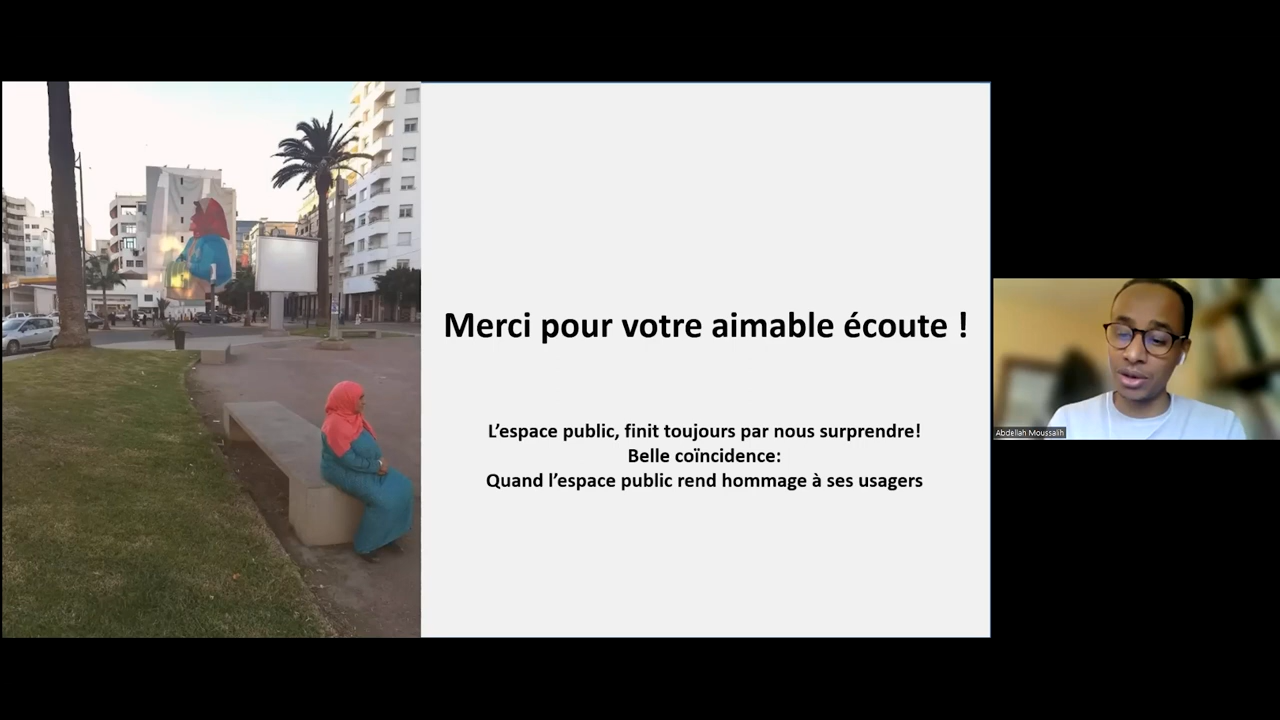 Merci pour votre aimable écoute !
L’espace public, finit toujours par nous surprendre!
Belle coïncidence:
Quand l’espace public rend hommage à ses usagers
Abdellah Moussalih